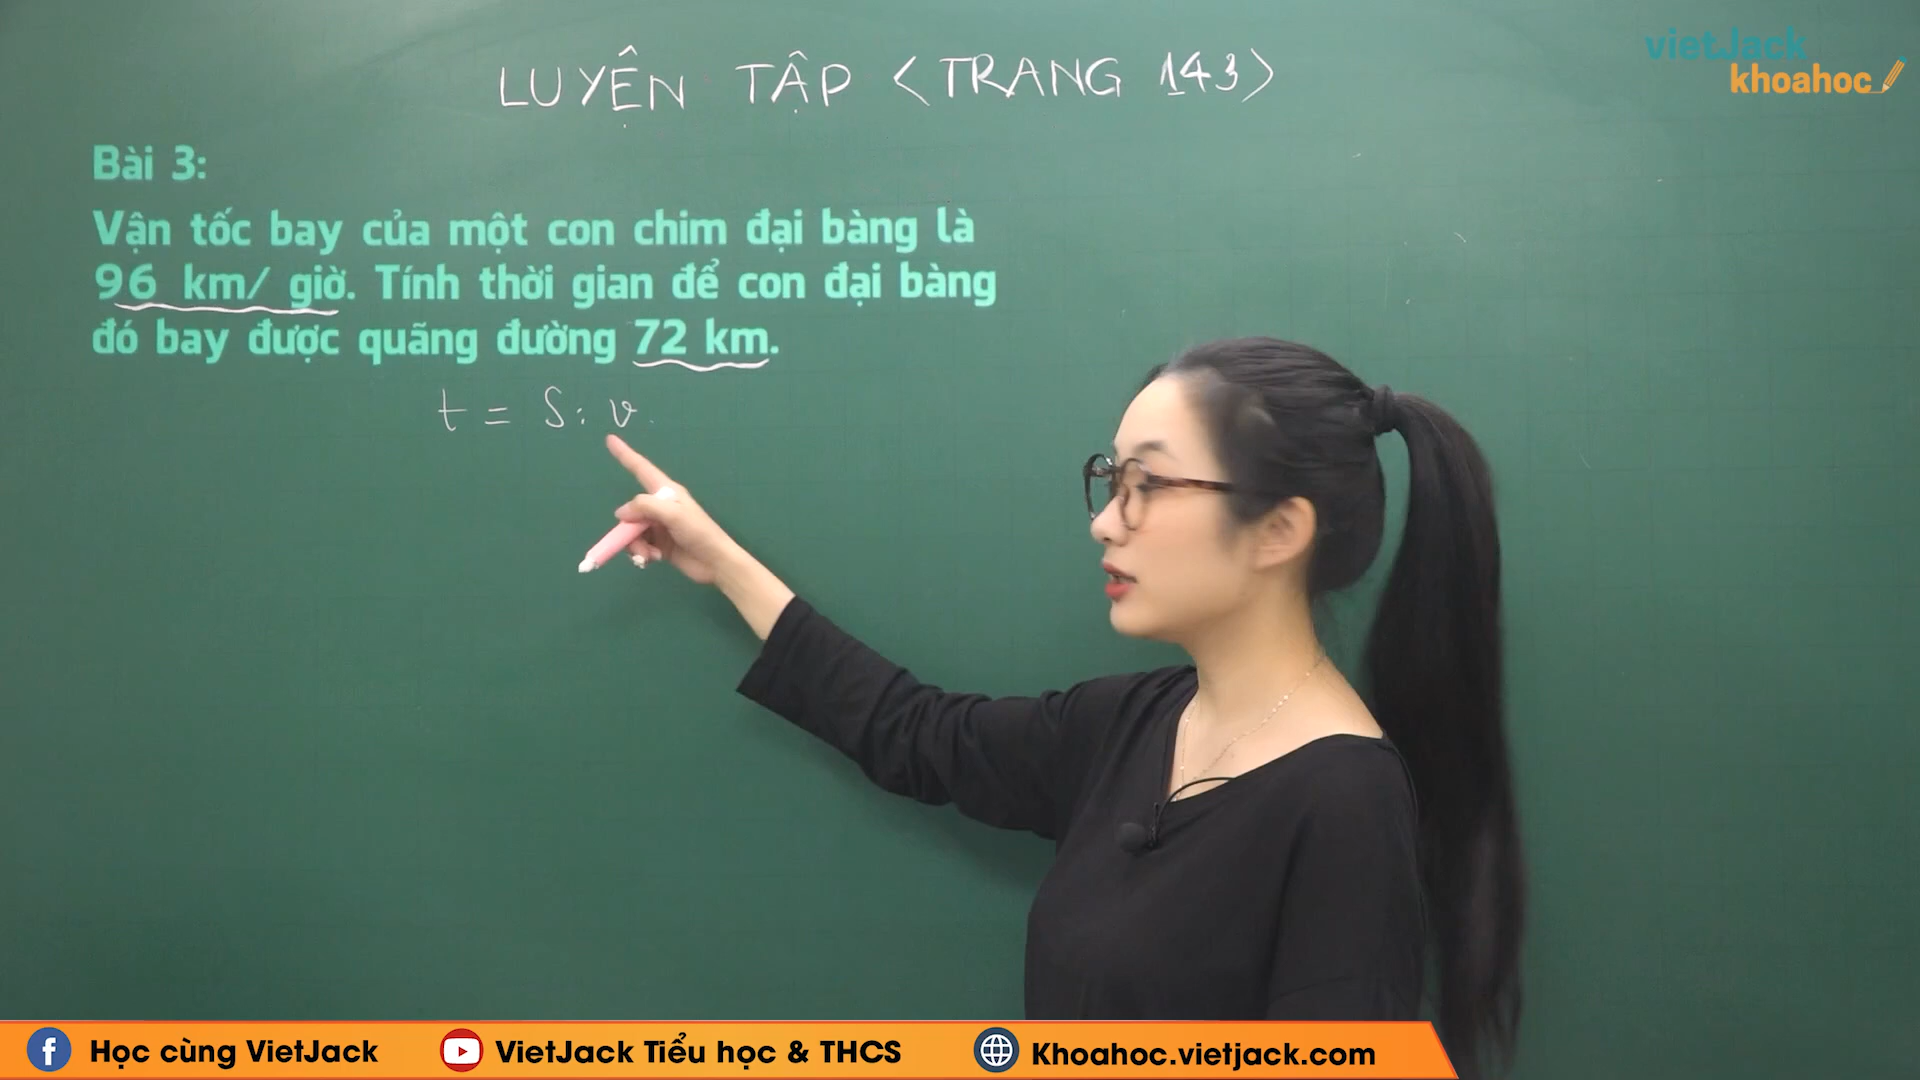 LUYỆN TẬP <TRANG 143>
vietJack
khoahoc
Bài 3:
Vận tốc bay của một con chim đại bàng là
96 km/ giờ. Tính thời gian để con đại bàng
đó bay được quãng đường 72 km.
t = S : v.
Học cùng VietJack
VietJack Tiểu học & THCS
Khoahoc.vietjack.com